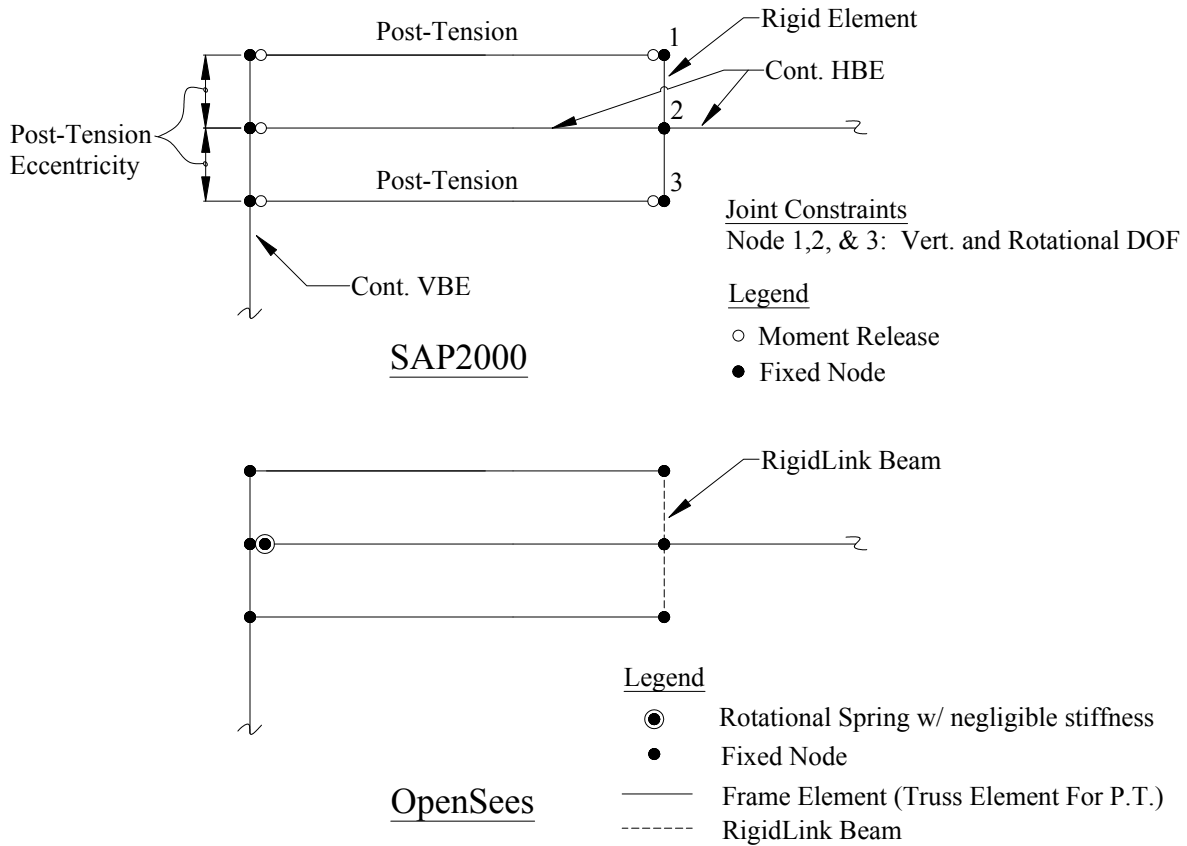 Post-Tension
1
Rigid Element
Cont. HBE
2
Post-Tension
Eccentricity
Post-Tension
3
Joint Constraints
Node 1,2, & 3: Vert. and Rotational DOF
Cont. VBE
Legend
Moment Release
Fixed Node
SAP2000
RigidLink Beam
Legend
Rotational Spring w/ negligible stiffness
Fixed Node
Frame Element (Truss Element For P.T.)
RigidLink Beam
OpenSees